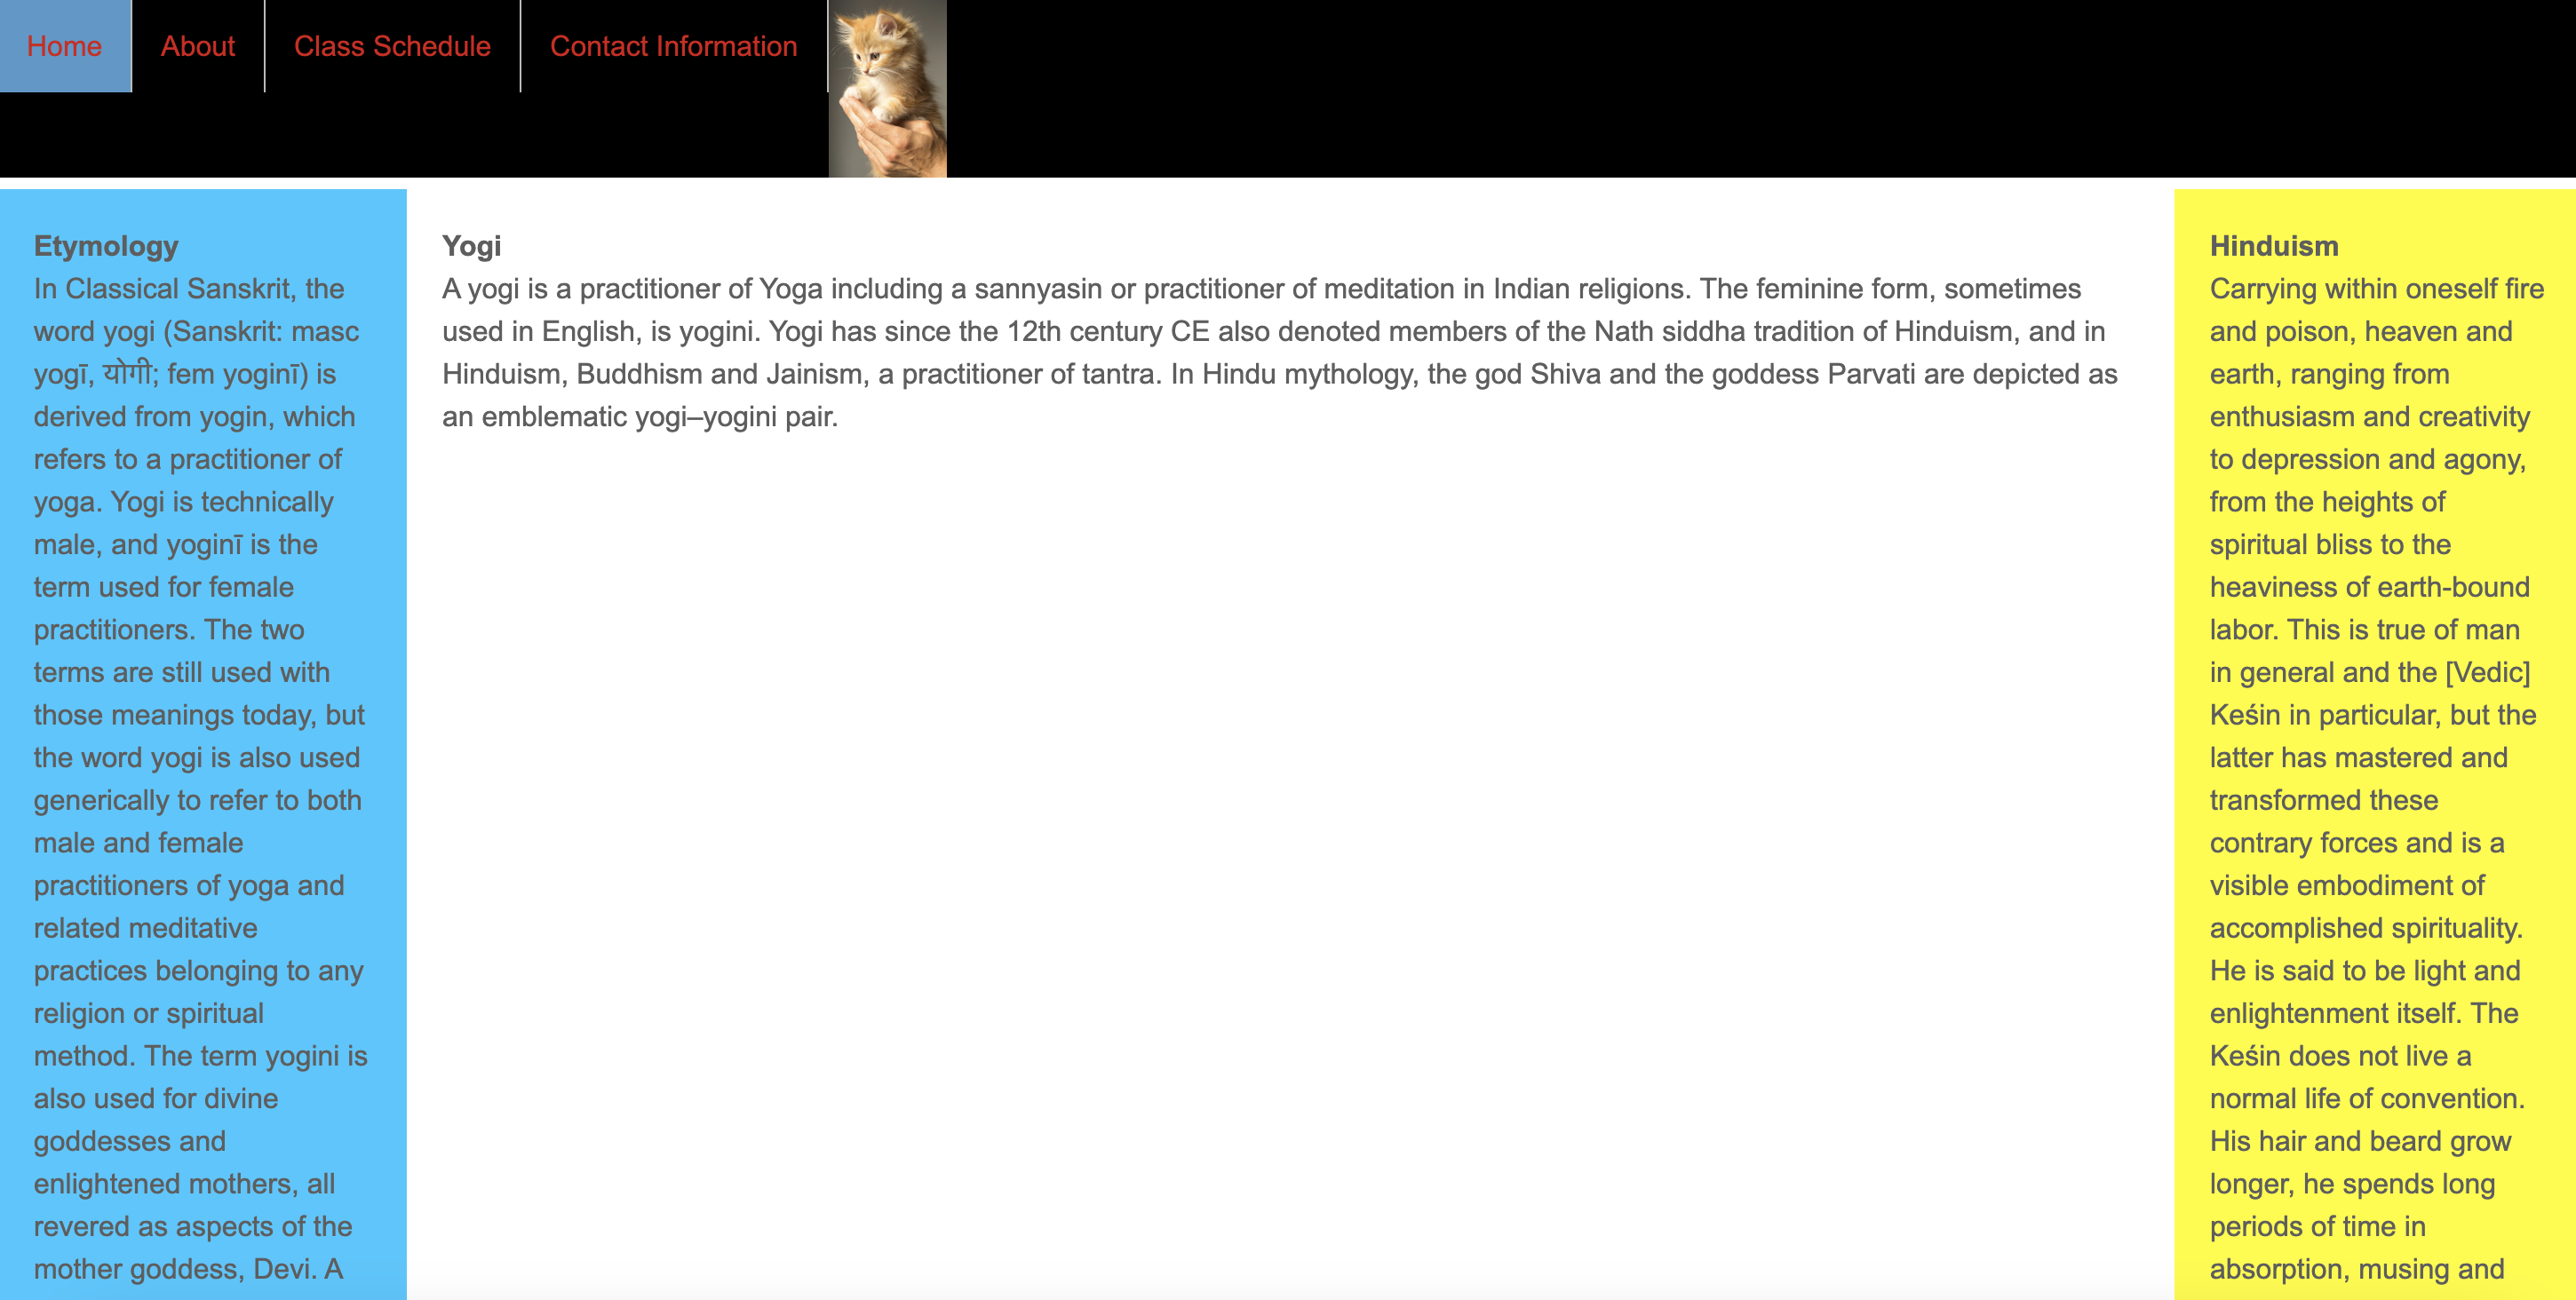 Home
About
Class Schedule
Contact Information
Etymology
In Classical Sanskrit, the
word yogi (Sanskrit: masc
yogī, योगी; fem yoginī) is
derived from yogin, which
refers to a practitioner of
yoga. Yogi is technically
male, and yoginī is the
term used for female
practitioners. The two
terms are still used with
those meanings today, but
the word yogi is also used
generically to refer to both
male and female
practitioners of yoga and
related meditative
practices belonging to any
religion or spiritual
method. The term yogini is
also used for divine
goddesses and
enlightened mothers, all
revered as aspects of the
mother goddess, Devi. A
Yogi
A yogi is a practitioner of Yoga including a sannyasin or practitioner of meditation in Indian religions. The feminine form, sometimes
used in English, is yogini. Yogi has since the 12th century CE also denoted members of the Nath siddha tradition of Hinduism, and in
Hinduism, Buddhism and Jainism, a practitioner of tantra. In Hindu mythology, the god Shiva and the goddess Parvati are depicted as
an emblematic yogi–yogini pair.
Hinduism
Carrying within oneself fire
and poison, heaven and
earth, ranging from
enthusiasm and creativity
to depression and agony,
from the heights of
spiritual bliss to the
heaviness of earth-bound
labor. This is true of man
in general and the [Vedic]
Keśin in particular, but the
latter has mastered and
transformed these
contrary forces and is a
visible embodiment of
accomplished spirituality.
He is said to be light and
enlightenment itself. The
Keśin does not live a
normal life of convention.
His hair and beard grow
longer, he spends long
periods of time in
absorption, musing and